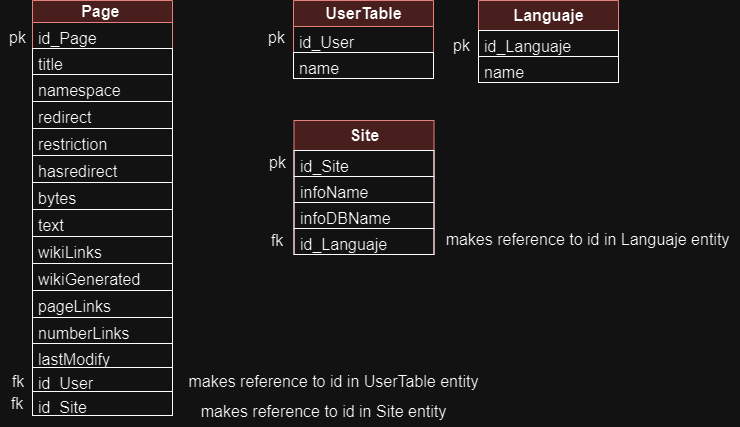 Page
pk id_Page
title
namespace
redirect
restriction
hasredirect
bytes
text
wikiLinks
wikiGenerated
pageLinks
numberLinks
lastModify
fk id_User makes reference to id in UserTable entity
fk id_Site makes reference to id in Site entity
UserTable
pk id_User
name
Languaje
pk id_Languaje
name
Site
pk id_Site
infoName
infoDBName
fk id_Languaje makes reference to id in Languaje entity